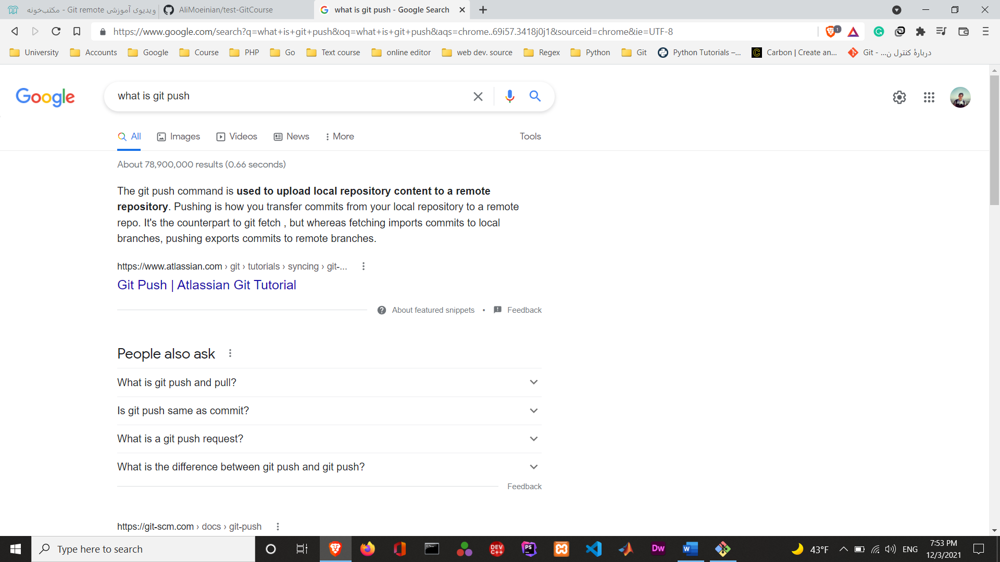 ویدیوی آموزشی Git remote - مکتب‌خونه
AliMoeinian/test-GitCourse
what is git push - Google Search
https://www.google.com/search?q=what+is+git+push&oq=what+is+git+push&aqs=chrome..69i57.3418j0j1&sourceid=chrome&ie=UTF-8
1
University
Accounts
Google
Course
PHP
Go
Text course
online editor
web dev. source
Regex
Python
Git
Python Tutorials –...
Carbon | Create an...
Git - دربارهٔ کنترل ن...
Google
what is git push
All
Images
Videos
News
More
Tools
About 78,900,000 results (0.66 seconds)
The git push command is used to upload local repository content to a remote
repository. Pushing is how you transfer commits from your local repository to a remote
repo. It's the counterpart to git fetch , but whereas fetching imports commits to local
branches, pushing exports commits to remote branches.
https://www.atlassian.com › git › tutorials › syncing › git-...
Git Push | Atlassian Git Tutorial
About featured snippets • Feedback
People also ask
What is git push and pull?
Is git push same as commit?
What is a git push request?
What is the difference between git push and git push?
Feedback
https://git-scm.com › docs › git-push
Type here to search
DEV C++
PS
Dw
W
43°F
ENG
7:53 PM
12/3/2021